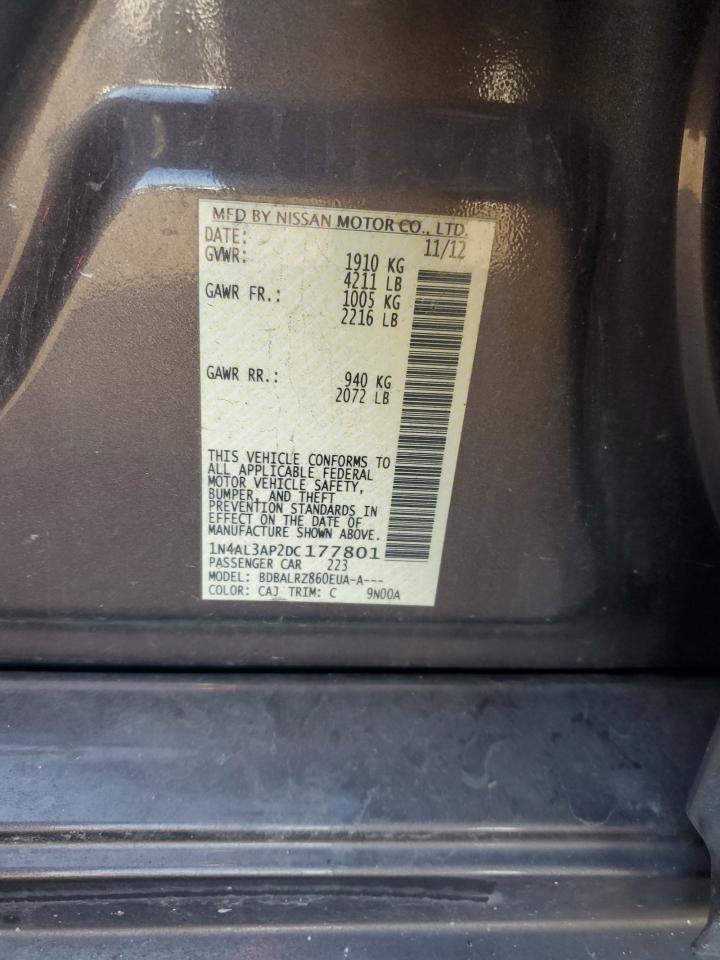 MFD BY NISSAN MOTOR CO., LTD.
DATE: 11/12
GVWR: 1910 KG
4211 LB
GAWR FR.: 1005 KG
2216 LB
GAWR RR.: 940 KG
2072 LB
THIS VEHICLE CONFORMS TO
ALL APPLICABLE FEDERAL
MOTOR VEHICLE SAFETY,
BUMPER, AND THEFT
PREVENTION STANDARDS IN
EFFECT ON THE DATE OF
MANUFACTURE SHOWN ABOVE.
1N4AL3AP2DC177801
PASSENGER CAR 223
MODEL: BDBALRZ860EUA-A---
COLOR: CAJ TRIM: C 9N00A